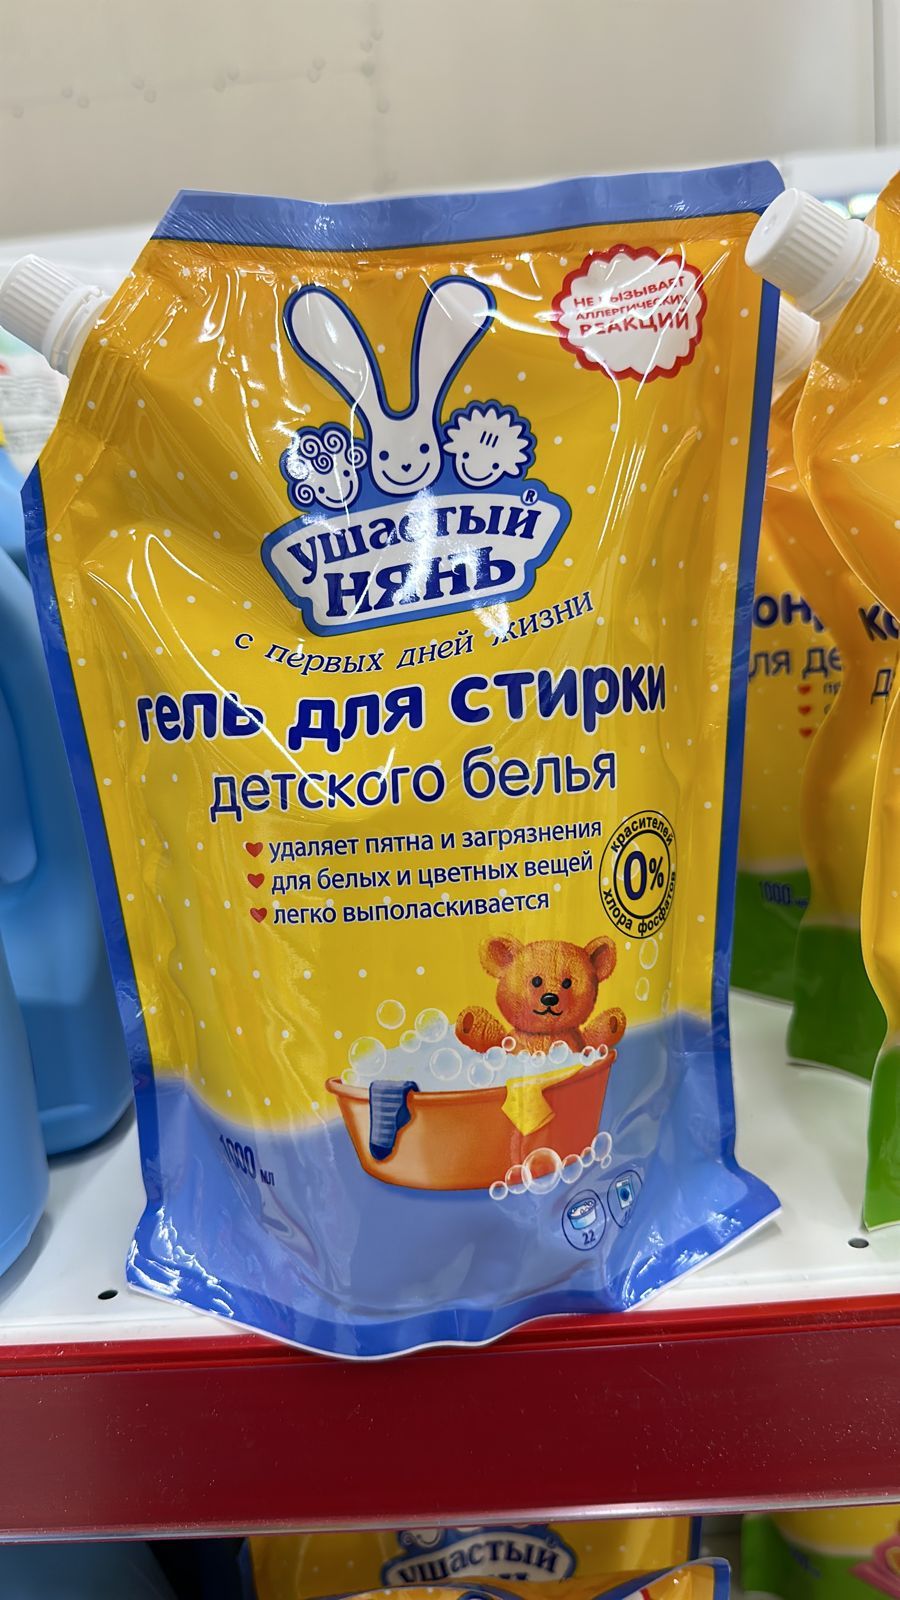 НЕ ВЫЗЫВАЕТ
АЛЛЕРГИЧЕСКИХ
РЕАКЦИЙ
ушастый
нянь
®
с первых дней жизни
гель для стирки
детского белья
удаляет пятна и загрязнения
для белых и цветных вещей
легко выполаскивается
красителей
0%
хлора фосфатов
1000 мл
22
1000
ушастый